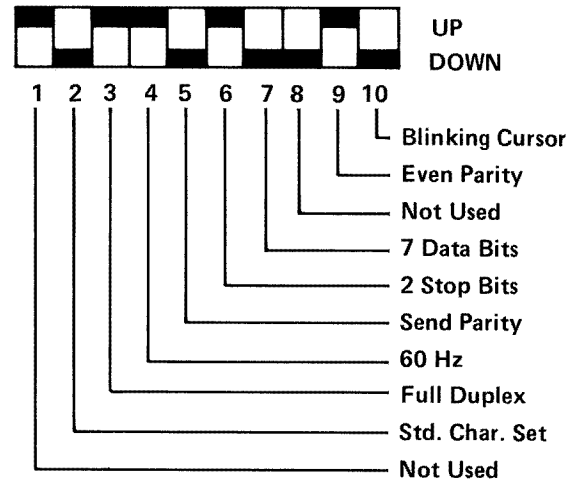 UP
DOWN
1 2 3 4 5 6 7 8 9 10
Blinking Cursor
Even Parity
Not Used
7 Data Bits
2 Stop Bits
Send Parity
60 Hz
Full Duplex
Std. Char. Set
Not Used